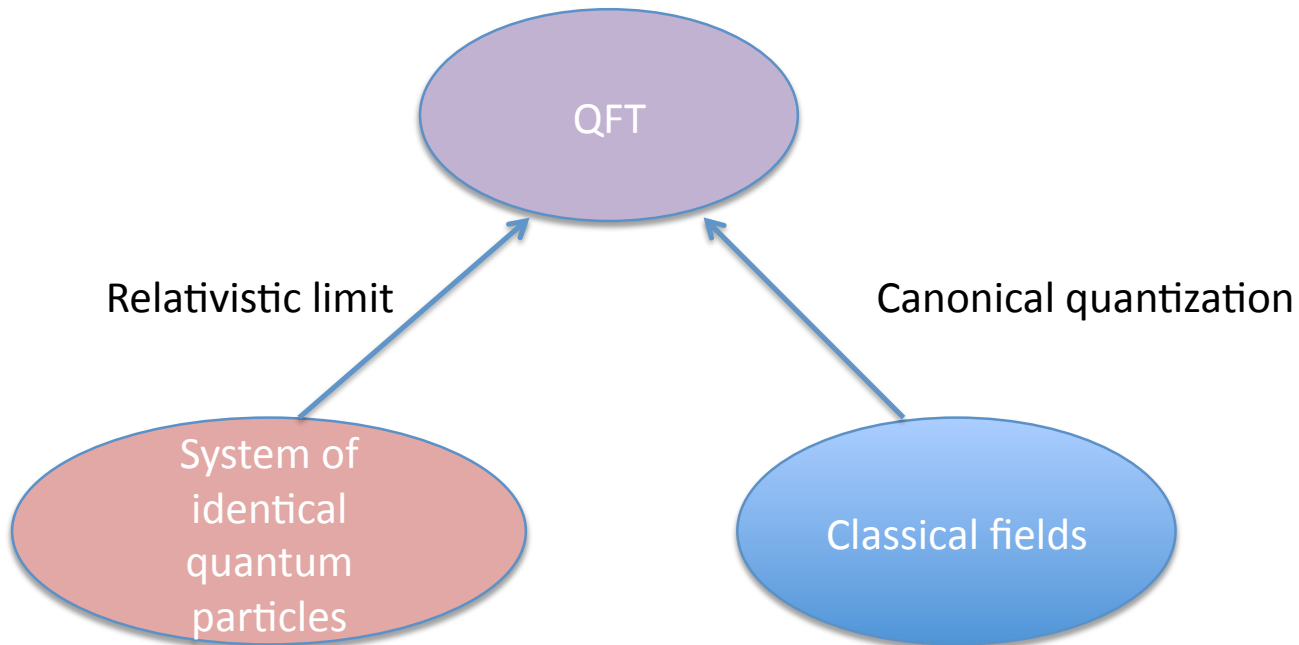 QFT
Relativistic limit
Canonical quantization
System of
identical
quantum
particles
Classical fields